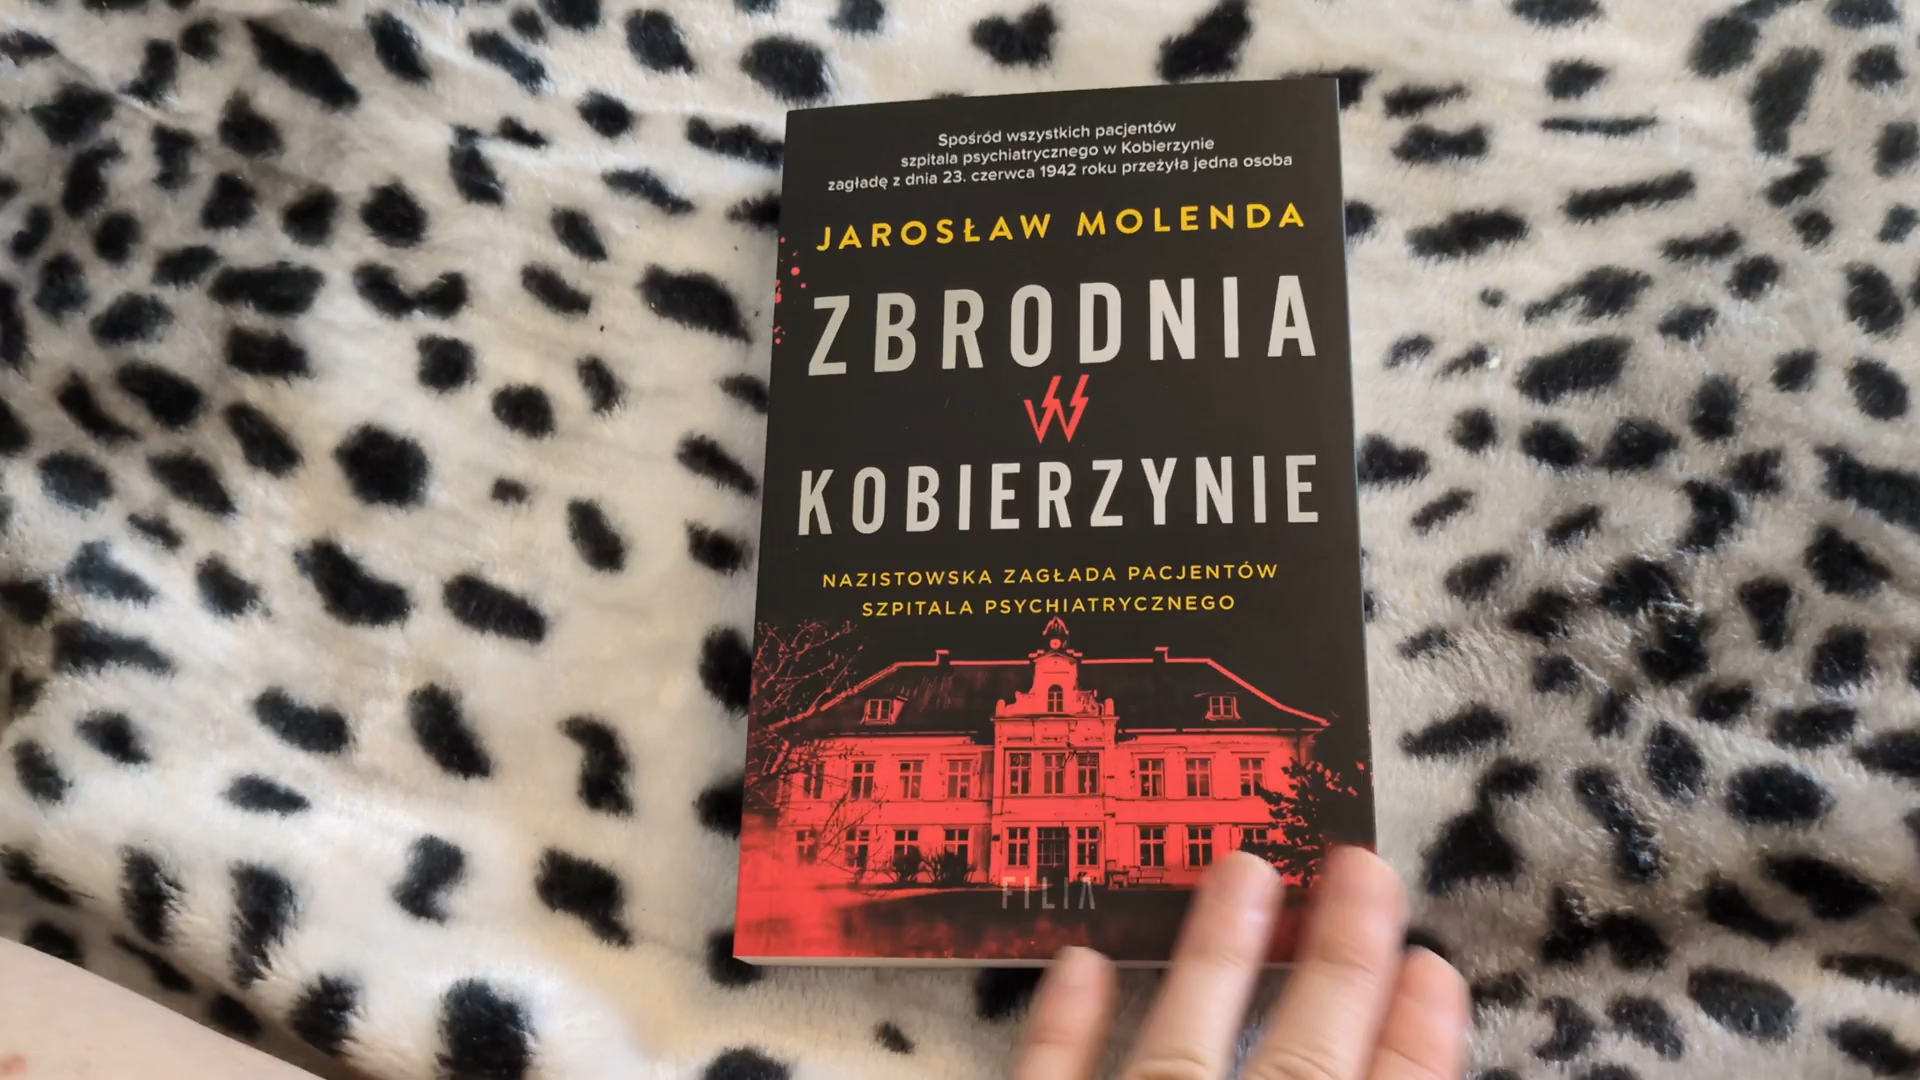 Spośród wszystkich pacjentów
szpitala psychiatrycznego w Kobierzynie
zagładę z dnia 23. czerwca 1942 roku przeżyła jedna osoba
JAROSŁAW MOLENDA
ZBRODNIA
W
KOBIERZYNIE
NAZISTOWSKA ZAGŁADA PACJENTÓW
SZPITALA PSYCHIATRYCZNEGO
FILIA